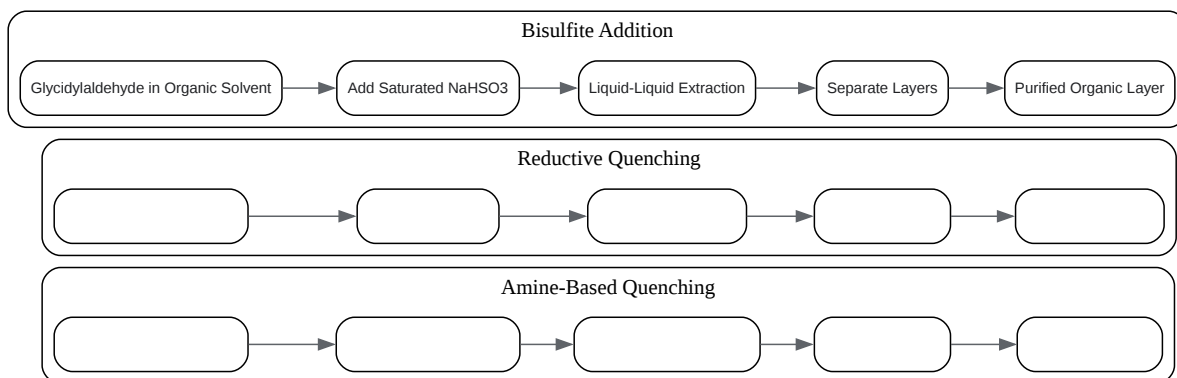 Bisulfite Addition
Glycidylaldehyde in Organic Solvent
Add Saturated NaHSO3
Liquid-Liquid Extraction
Separate Layers
Purified Organic Layer
Reductive Quenching
Amine-Based Quenching